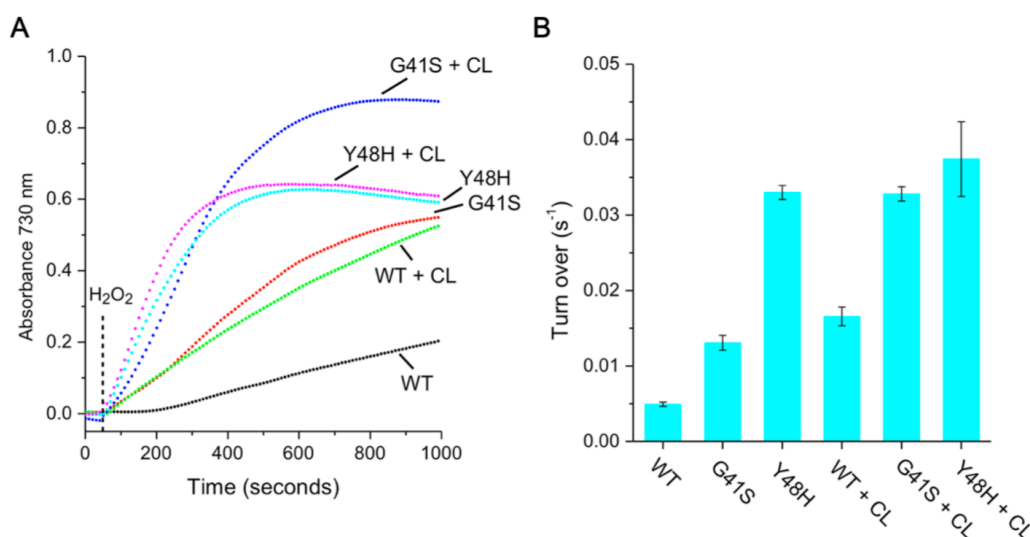 A
B
1.0
0.8
0.6
0.4
0.2
0.0
Absorbance 730 nm
H₂O₂
G41S + CL
Y48H + CL
Y48H
G41S
WT + CL
WT
0
200
400
600
800
1000
Time (seconds)
0.05
0.04
0.03
0.02
0.01
0.00
Turn over (s⁻¹)
WT
G41S
Y48H
WT + CL
G41S + CL
Y48H + CL